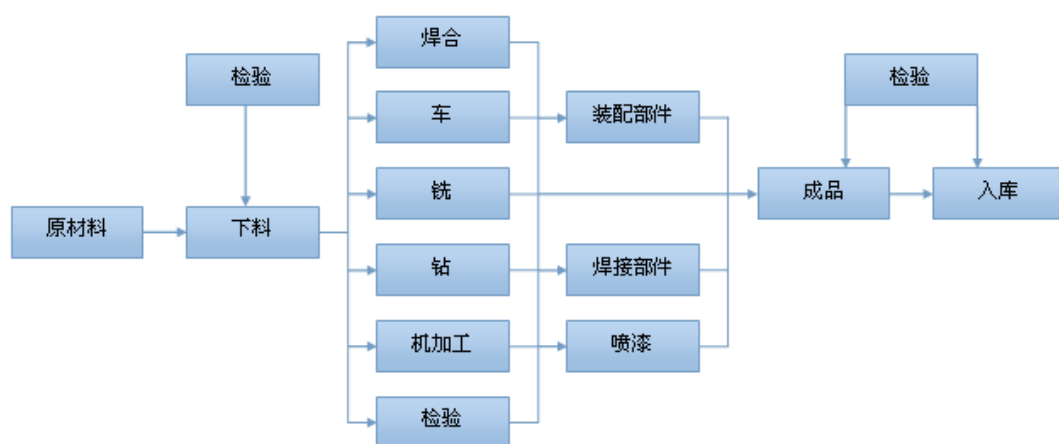 焊合
检验
检验
车
装配部件
铣
成品
入库
原材料
下料
钻
焊接部件
机加工
喷漆
检验